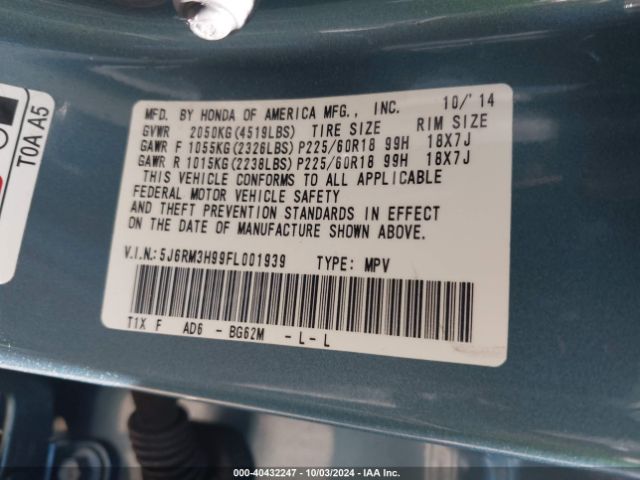 MFD. BY HONDA OF AMERICA MFG., INC. 10/'14
GVWR 2050KG(4519LBS) TIRE SIZE RIM SIZE
GAWR F 1055KG(2326LBS) P225/60R18 99H 18X7J
GAWR R 1015KG(2238LBS) P225/60R18 99H 18X7J
THIS VEHICLE CONFORMS TO ALL APPLICABLE
FEDERAL MOTOR VEHICLE SAFETY
AND THEFT PREVENTION STANDARDS IN EFFECT
ON THE DATE OF MANUFACTURE SHOWN ABOVE.
V.I.N.:5J6RM3H99FL001939 TYPE: MPV
T1X F AD6 - BG62M - L - L
T0A A5
000-40432247 - 10/03/2024 - IAA Inc.